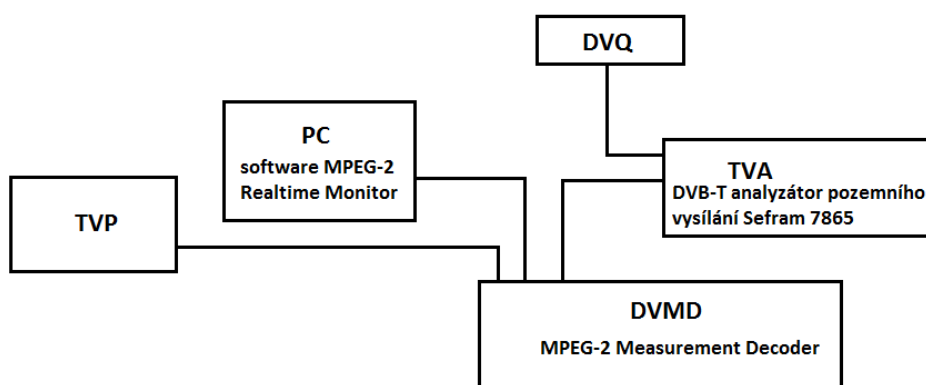 DVQ
PC
software MPEG-2
Realtime Monitor
TVA
DVB-T analyzátor pozemního
vysílání Sefram 7865
TVP
DVMD
MPEG-2 Measurement Decoder